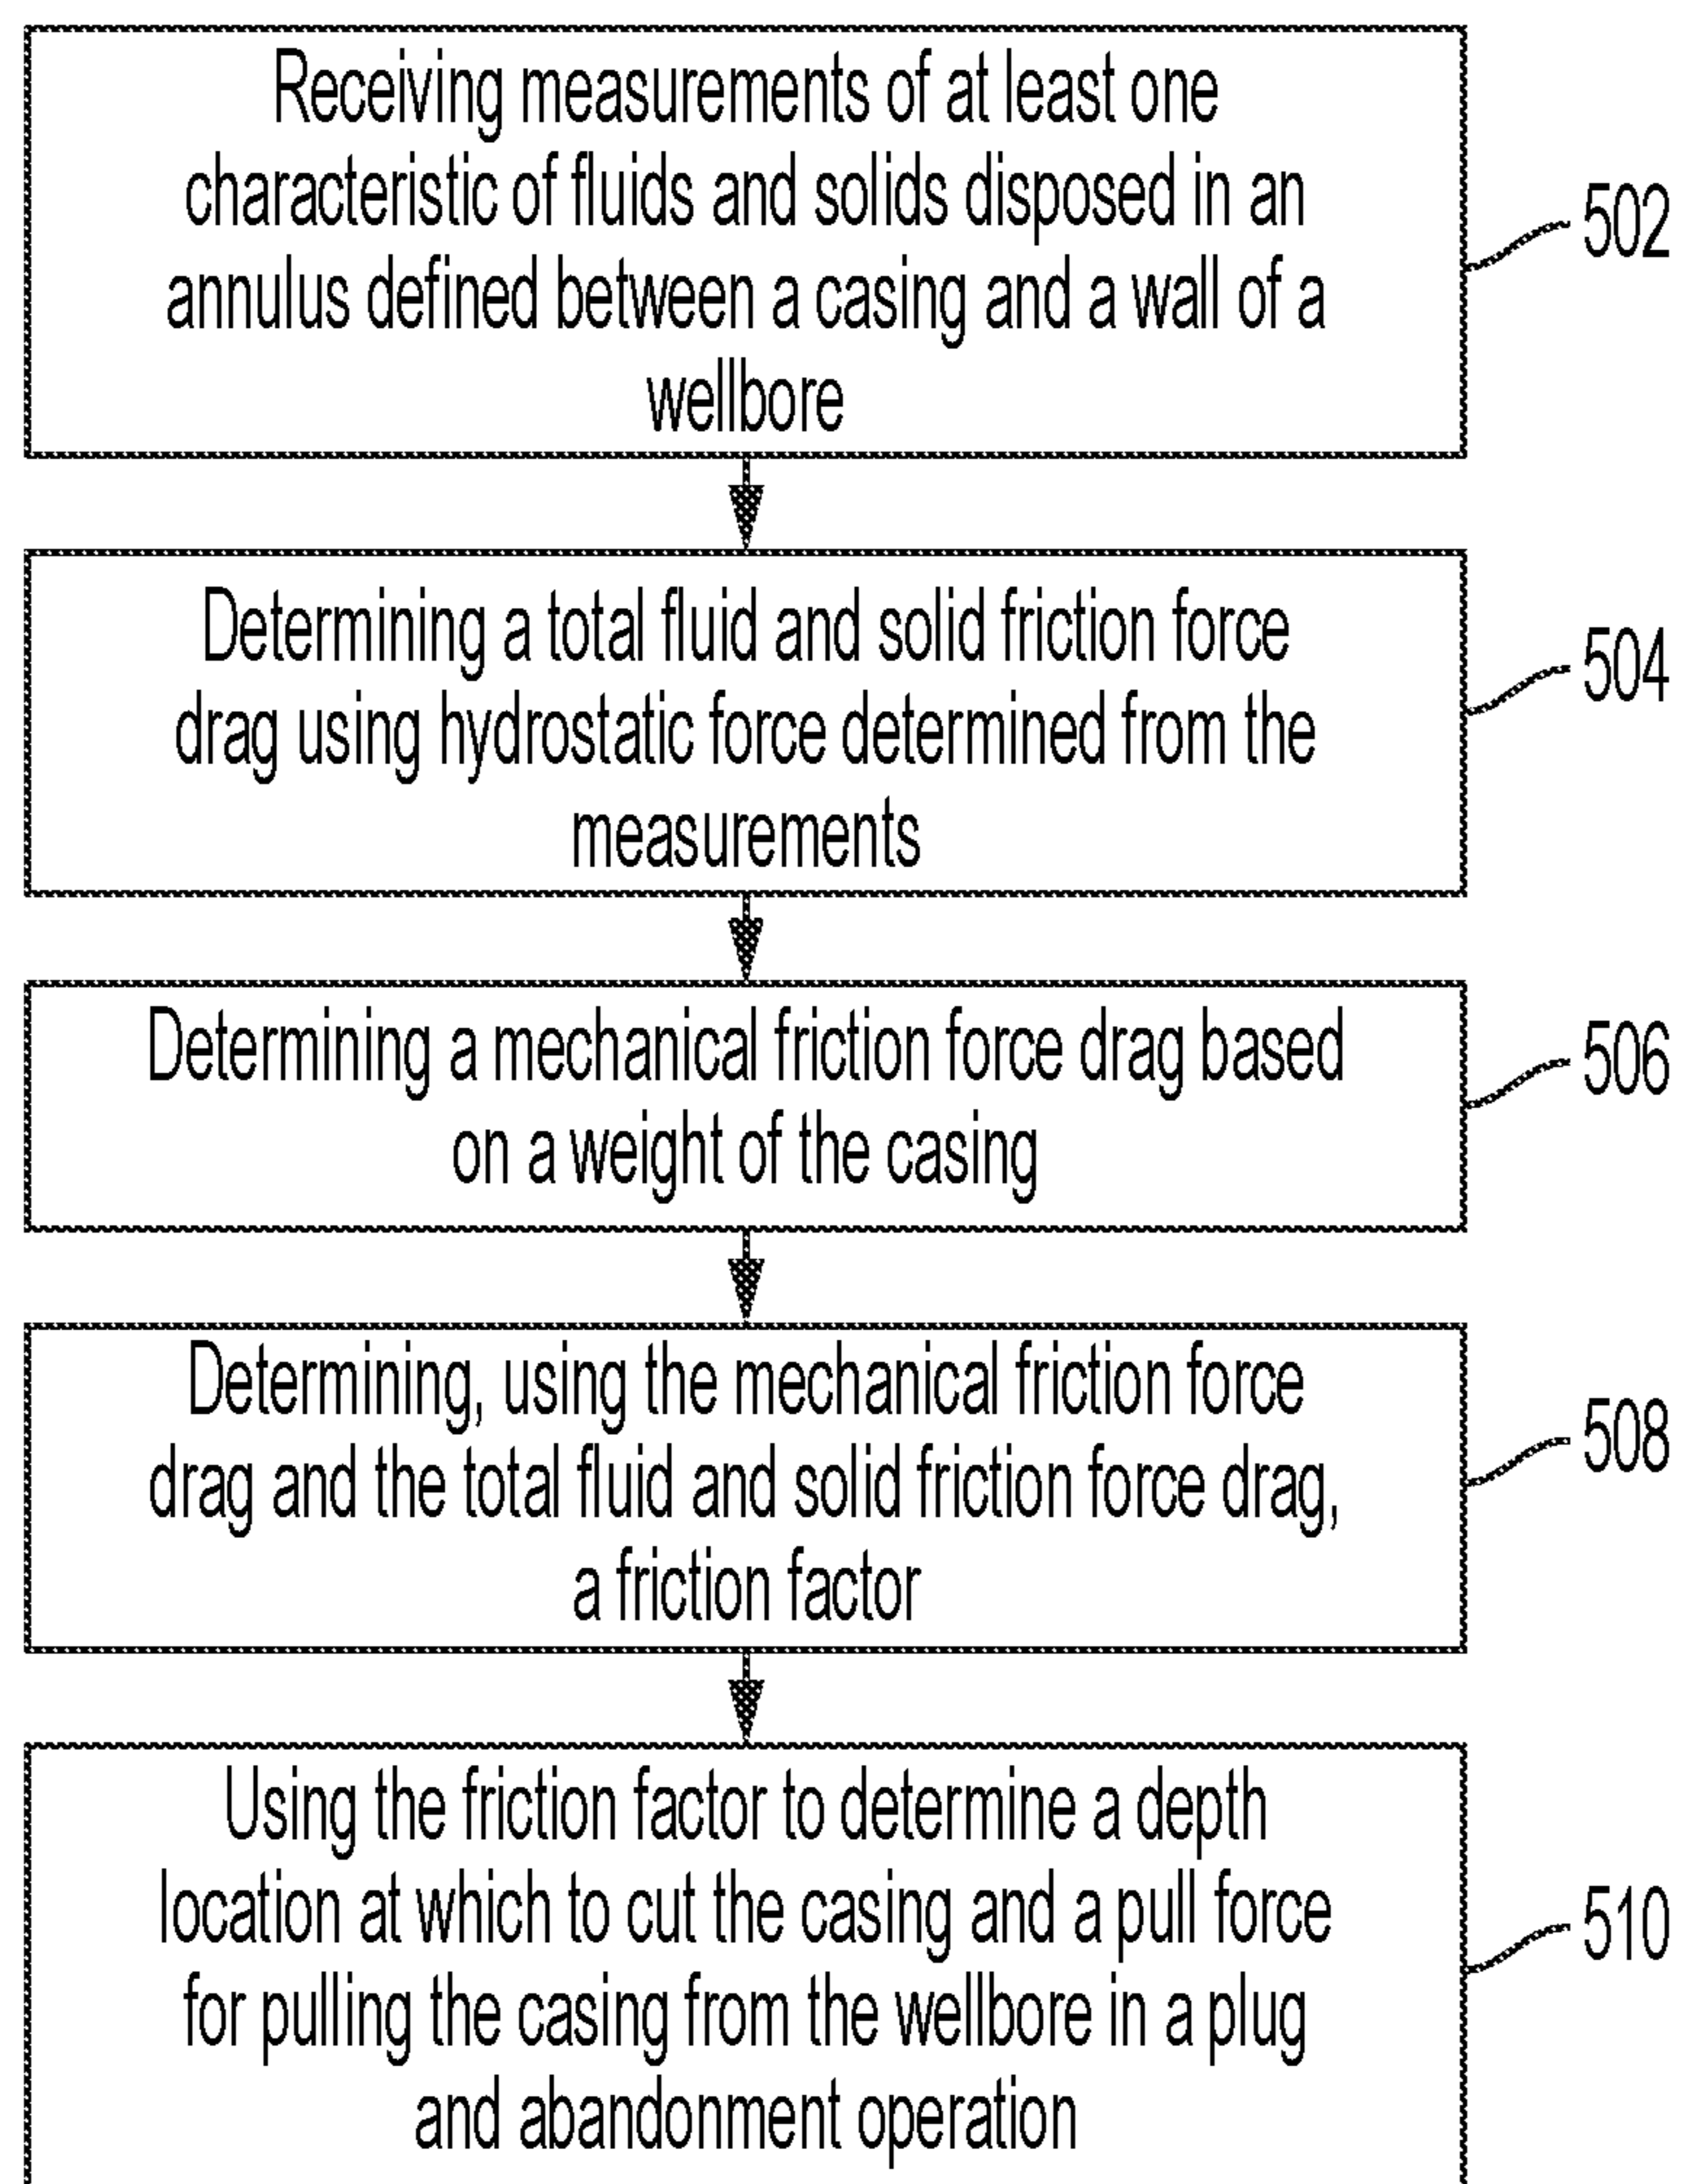 Receiving measurements of at least one
characteristic of fluids and solids disposed in an
annulus defined between a casing and a wall of a
wellbore
502
Determining a total fluid and solid friction force
drag using hydrostatic force determined from the
measurements
504
Determining a mechanical friction force drag based
on a weight of the casing
506
Determining, using the mechanical friction force
drag and the total fluid and solid friction force drag,
a friction factor
508
Using the friction factor to determine a depth
location at which to cut the casing and a pull force
for pulling the casing from the wellbore in a plug
and abandonment operation
510